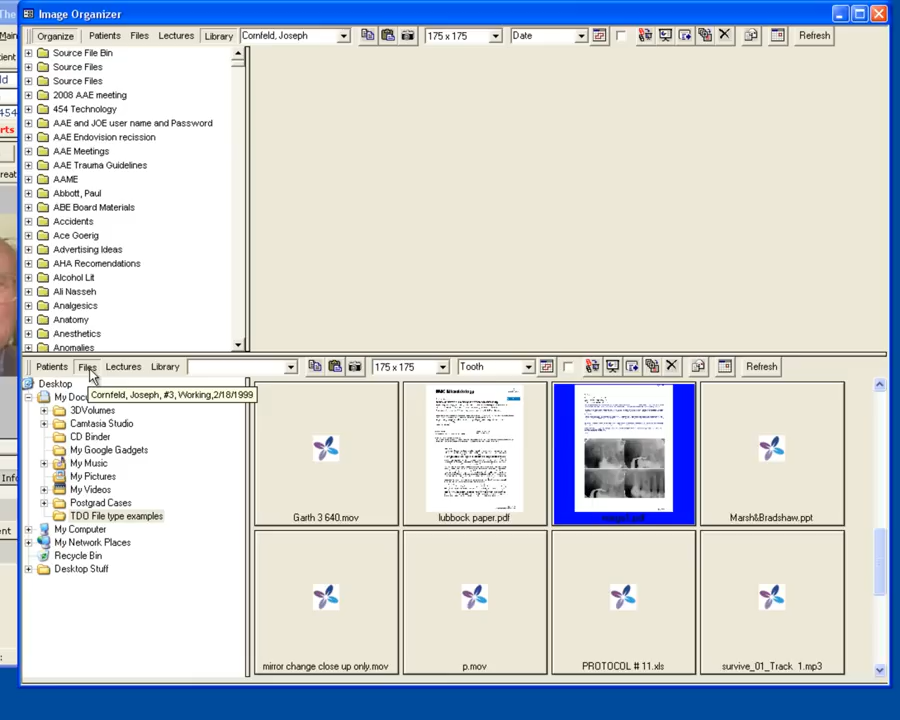 Image Organizer
Organize Patients Files Lectures Library Cornfeld, Joseph 175 x 175 Date Refresh
Source File Bin
Source Files
Source Files
2008 AAE meeting
454 Technology
AAE and JOE user name and Password
AAE Endovision recission
AAE Meetings
AAE Trauma Guidelines
AAME
Abbott, Paul
ABE Board Materials
Accidents
Ace Goerig
Advertising Ideas
AHA Recomendations
Alcohol Lit
Ali Nasseh
Analgesics
Anatomy
Anesthetics
Anomalies
Patients Files Lectures Library 175 x 175 Tooth Refresh
Cornfeld, Joseph, #3, Working,2/18/1999
Desktop
My Doc
3DVolumes
Camtasia Studio
CD Binder
My Google Gadgets
My Music
My Pictures
My Videos
Postgrad Cases
TDO File type examples
My Computer
My Network Places
Recycle Bin
Desktop Stuff
Garth 3 640.mov
lubbock paper.pdf
Marsh&Bradshaw.ppt
mirror change close up only.mov
p.mov
PROTOCOL # 11.xls
survive_01_Track 1.mp3